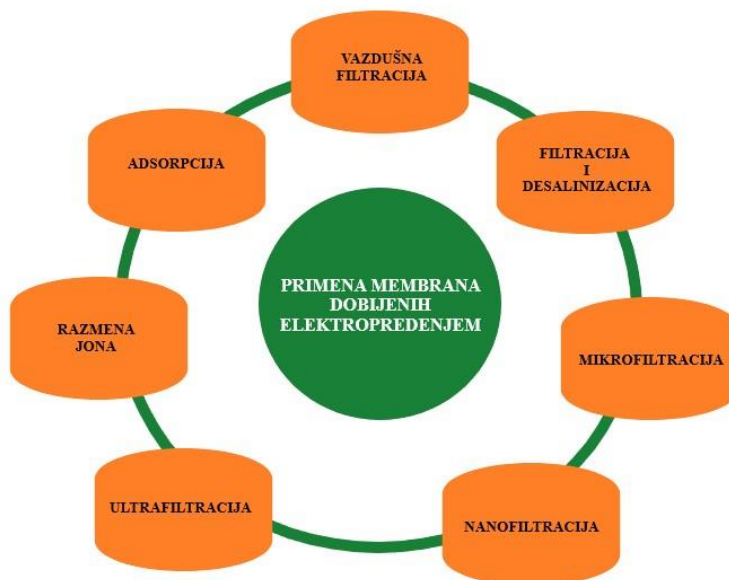 VAZDUŠNA
FILTRACIJA
FILTRACIJA
I
DESALINIZACIJA
MIKROFILTRACIJA
NANOFILTRACIJA
ULTRAFILTRACIJA
RAZMENA
JONA
ADSORPCIJA
PRIMENA MEMBRANA
DOBIJENIH
ELEKTROPREDENJEM